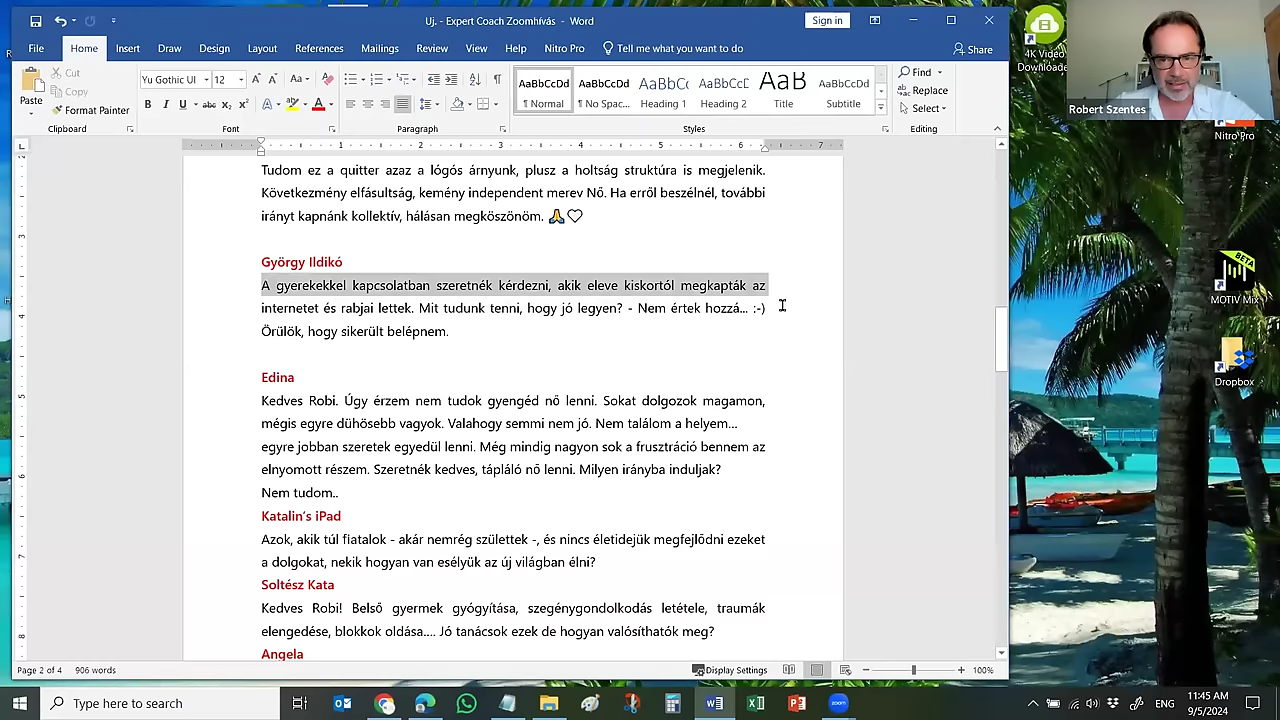 Uj. - Expert Coach Zoomhívás - Word
Sign in
File Home Insert Draw Design Layout References Mailings Review View Help Nitro Pro Tell me what you want to do Share
Paste
Cut
Copy
Format Painter
Yu Gothic UI 12
AaBbCcDd AaBbCcDd AaBbCc AaBbCcC AaB AaBbCcDd
¶ Normal ¶ No Spac... Heading 1 Heading 2 Title Subtitle
Find
Replace
Select
Clipboard Font Paragraph Styles Editing
Tudom ez a quitter azaz a lógós árnyunk, plusz a holtság struktúra is megjelenik.
Következmény elfásultság, kemény independent merev Nő. Ha erről beszélnél, további
irányt kapnánk kollektív, hálásan megköszönöm. 🙏♡
György Ildikó
A gyerekekkel kapcsolatban szeretnék kérdezni, akik eleve kiskortól megkapták az
internetet és rabjai lettek. Mit tudunk tenni, hogy jó legyen? - Nem értek hozzá... :-)
Örülök, hogy sikerült belépnem.
Edina
Kedves Robi. Úgy érzem nem tudok gyengéd nő lenni. Sokat dolgozok magamon,
mégis egyre dühösebb vagyok. Valahogy semmi nem jó. Nem találom a helyem...
egyre jobban szeretek egyedül lenni. Még mindig nagyon sok a frusztráció bennem az
elnyomott részem. Szeretnék kedves, tápláló nő lenni. Milyen irányba induljak?
Nem tudom..
Katalin's iPad
Azok, akik túl fiatalok - akár nemrég születtek -, és nincs életidejük megfejlődni ezeket
a dolgokat, nekik hogyan van esélyük az új világban élni?
Soltész Kata
Kedves Robi! Belső gyermek gyógyítása, szegénygondolkodás letétele, traumák
elengedése, blokkok oldása.... Jó tanácsok ezek de hogyan valósíthatók meg?
Angela
Page 2 of 4 906 words
Display Settings
100%
4K Video
Downloade
Robert Szentes
Nitro Pro
BETA
MOTIV Mix
Dropbox
Type here to search
ENG
11:45 AM
9/5/2024